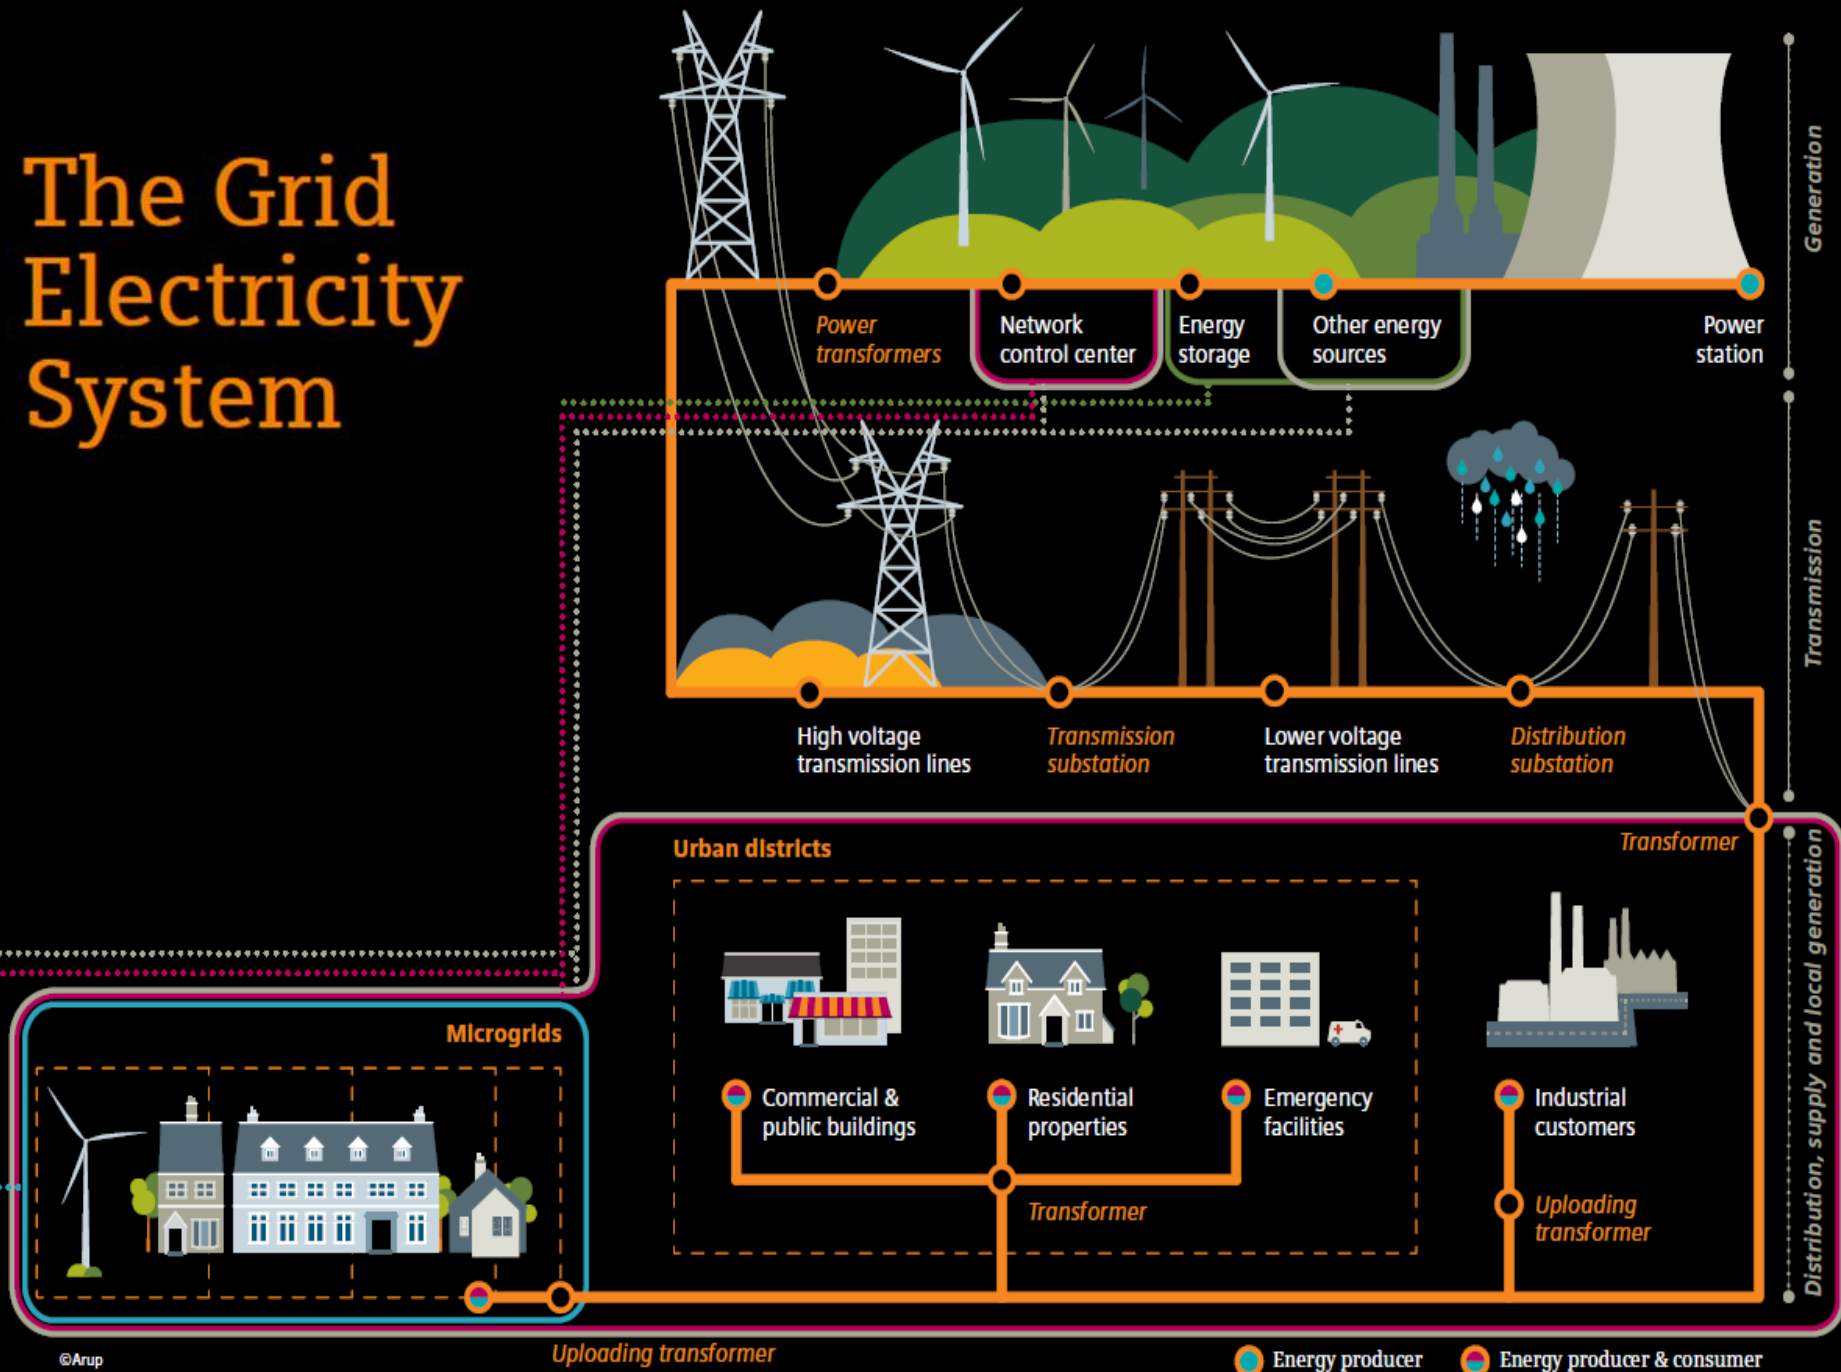 The Grid
Electricity
System
Generation
Power
transformers
Network
control center
Energy
storage
Other energy
sources
Power
station
Transmission
High voltage
transmission lines
Transmission
substation
Lower voltage
transmission lines
Distribution
substation
Transformer
Distribution, supply and local generation
Urban districts
Commercial &
public buildings
Residential
properties
Emergency
facilities
Industrial
customers
Transformer
Uploading
transformer
Microgrids
Uploading transformer
©Arup
Energy producer
Energy producer & consumer